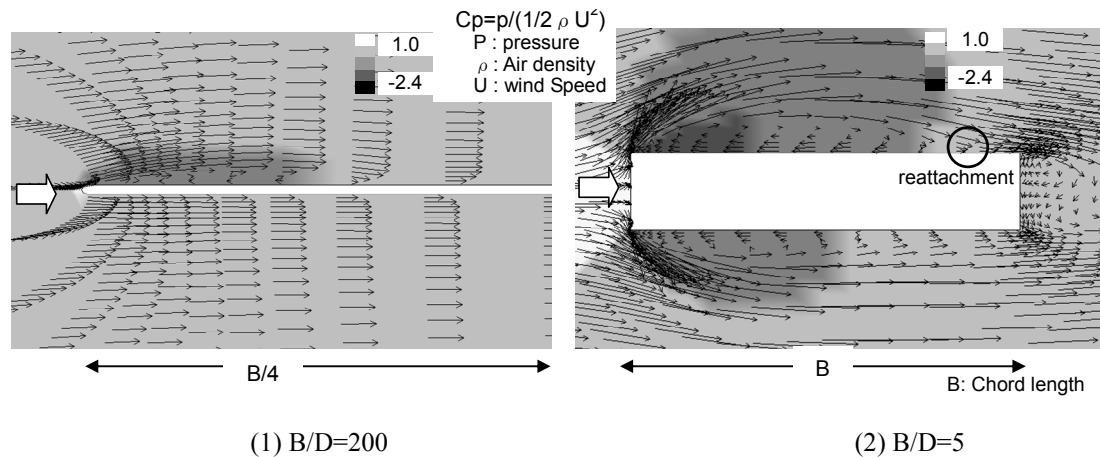 Cp=p/(1/2 ρ U²)
P : pressure
ρ : Air density
U : wind Speed
1.0
-2.4
1.0
-2.4
reattachment
B/4
B
B: Chord length
(1) B/D=200
(2) B/D=5